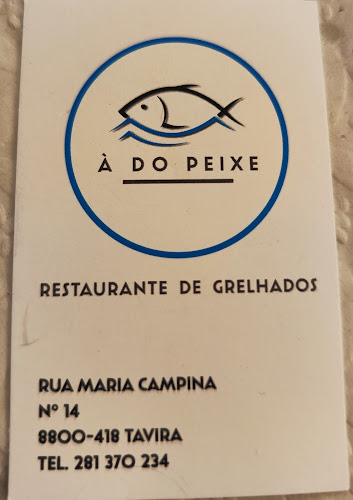 À DO PEIXE
RESTAURANTE DE GRELHADOS
RUA MARIA CAMPINA
Nº 14
8800-418 TAVIRA
TEL. 281 370 234